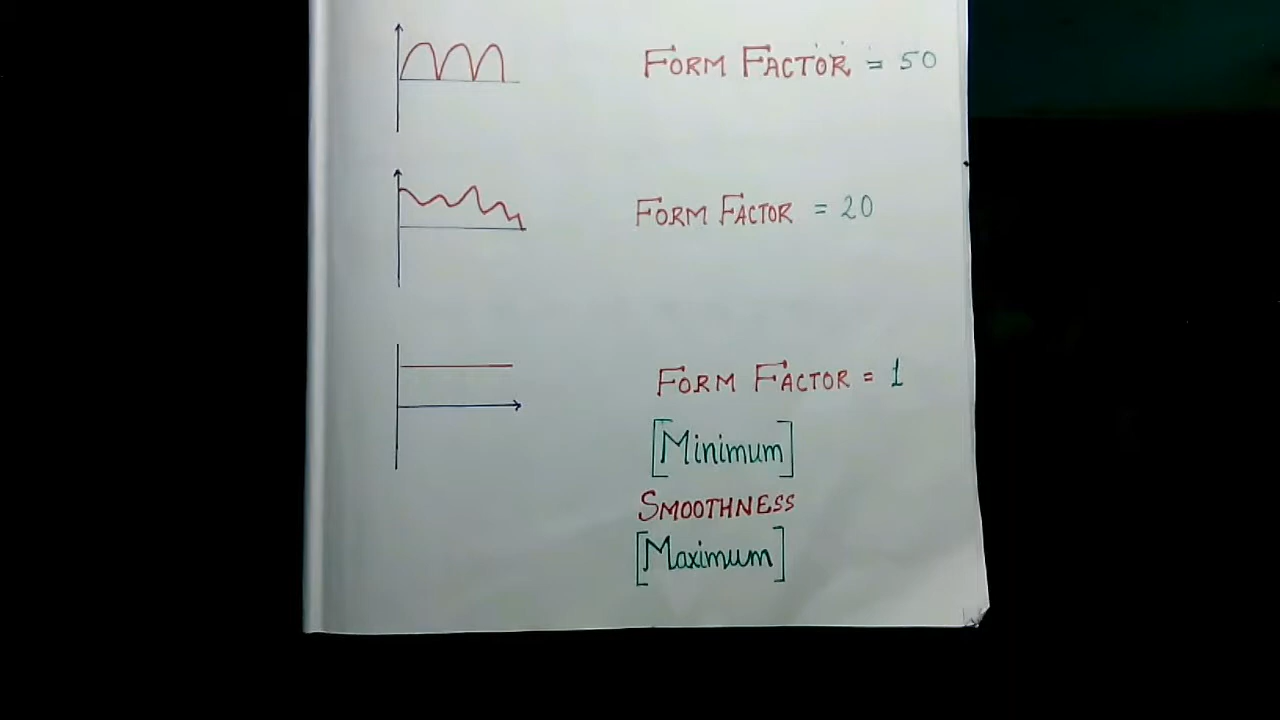 FORM FACTOR = 50
FORM FACTOR = 20
FORM FACTOR = 1
[Minimum]
SMOOTHNESS
[Maximum]